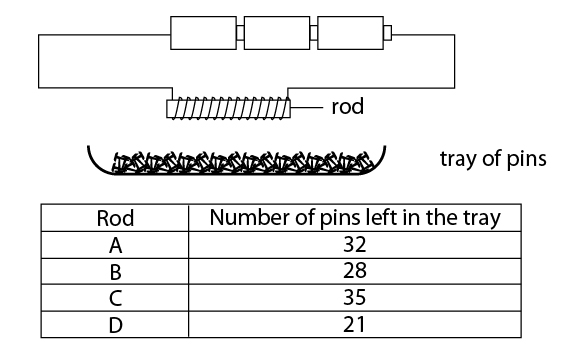 rod
tray of pins
Rod Number of pins left in the tray
A 32
B 28
C 35
D 21